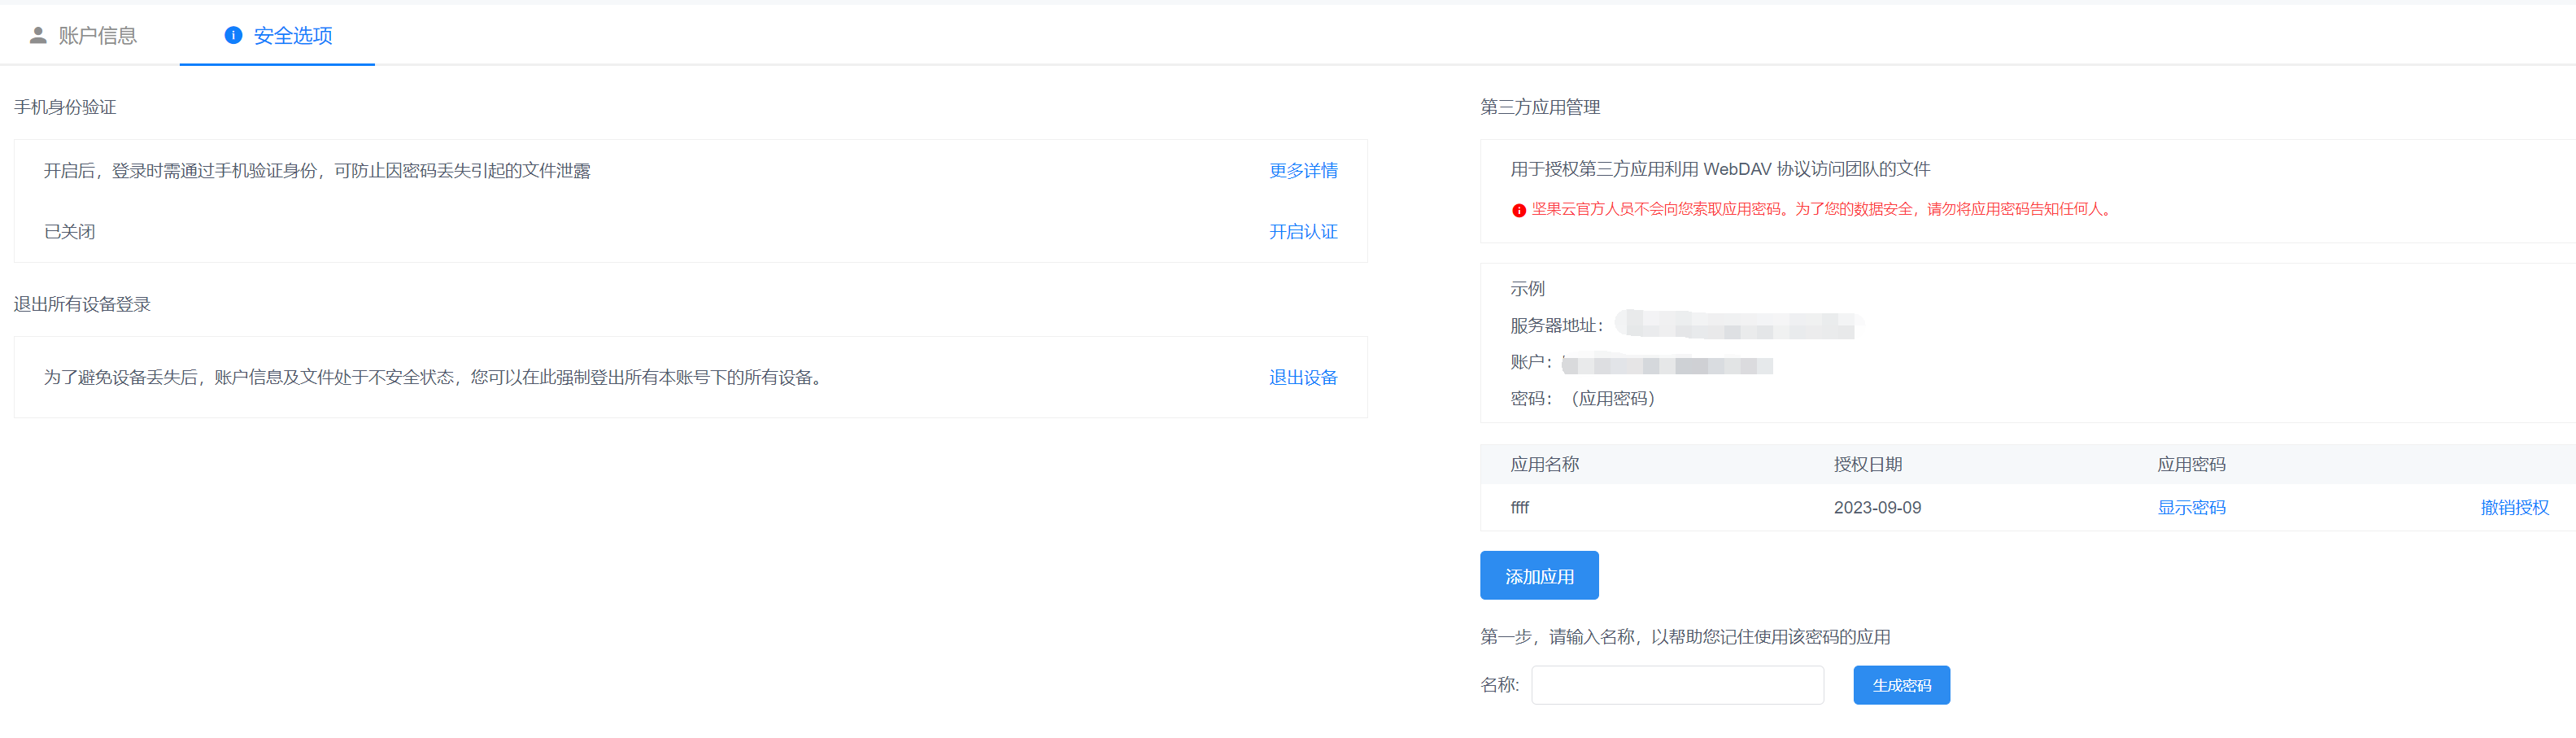 账户信息
安全选项
手机身份验证
开启后，登录时需通过手机验证身份，可防止因密码丢失引起的文件泄露
更多详情
已关闭
开启认证
退出所有设备登录
为了避免设备丢失后，账户信息及文件处于不安全状态，您可以在此强制登出所有本账号下的所有设备。
退出设备
第三方应用管理
用于授权第三方应用利用 WebDAV 协议访问团队的文件
坚果云官方人员不会向您索取应用密码。为了您的数据安全，请勿将应用密码告知任何人。
示例
服务器地址：
账户：
密码：（应用密码）
应用名称 授权日期 应用密码
ffff 2023-09-09 显示密码 撤销授权
添加应用
第一步，请输入名称，以帮助您记住使用该密码的应用
名称:
生成密码